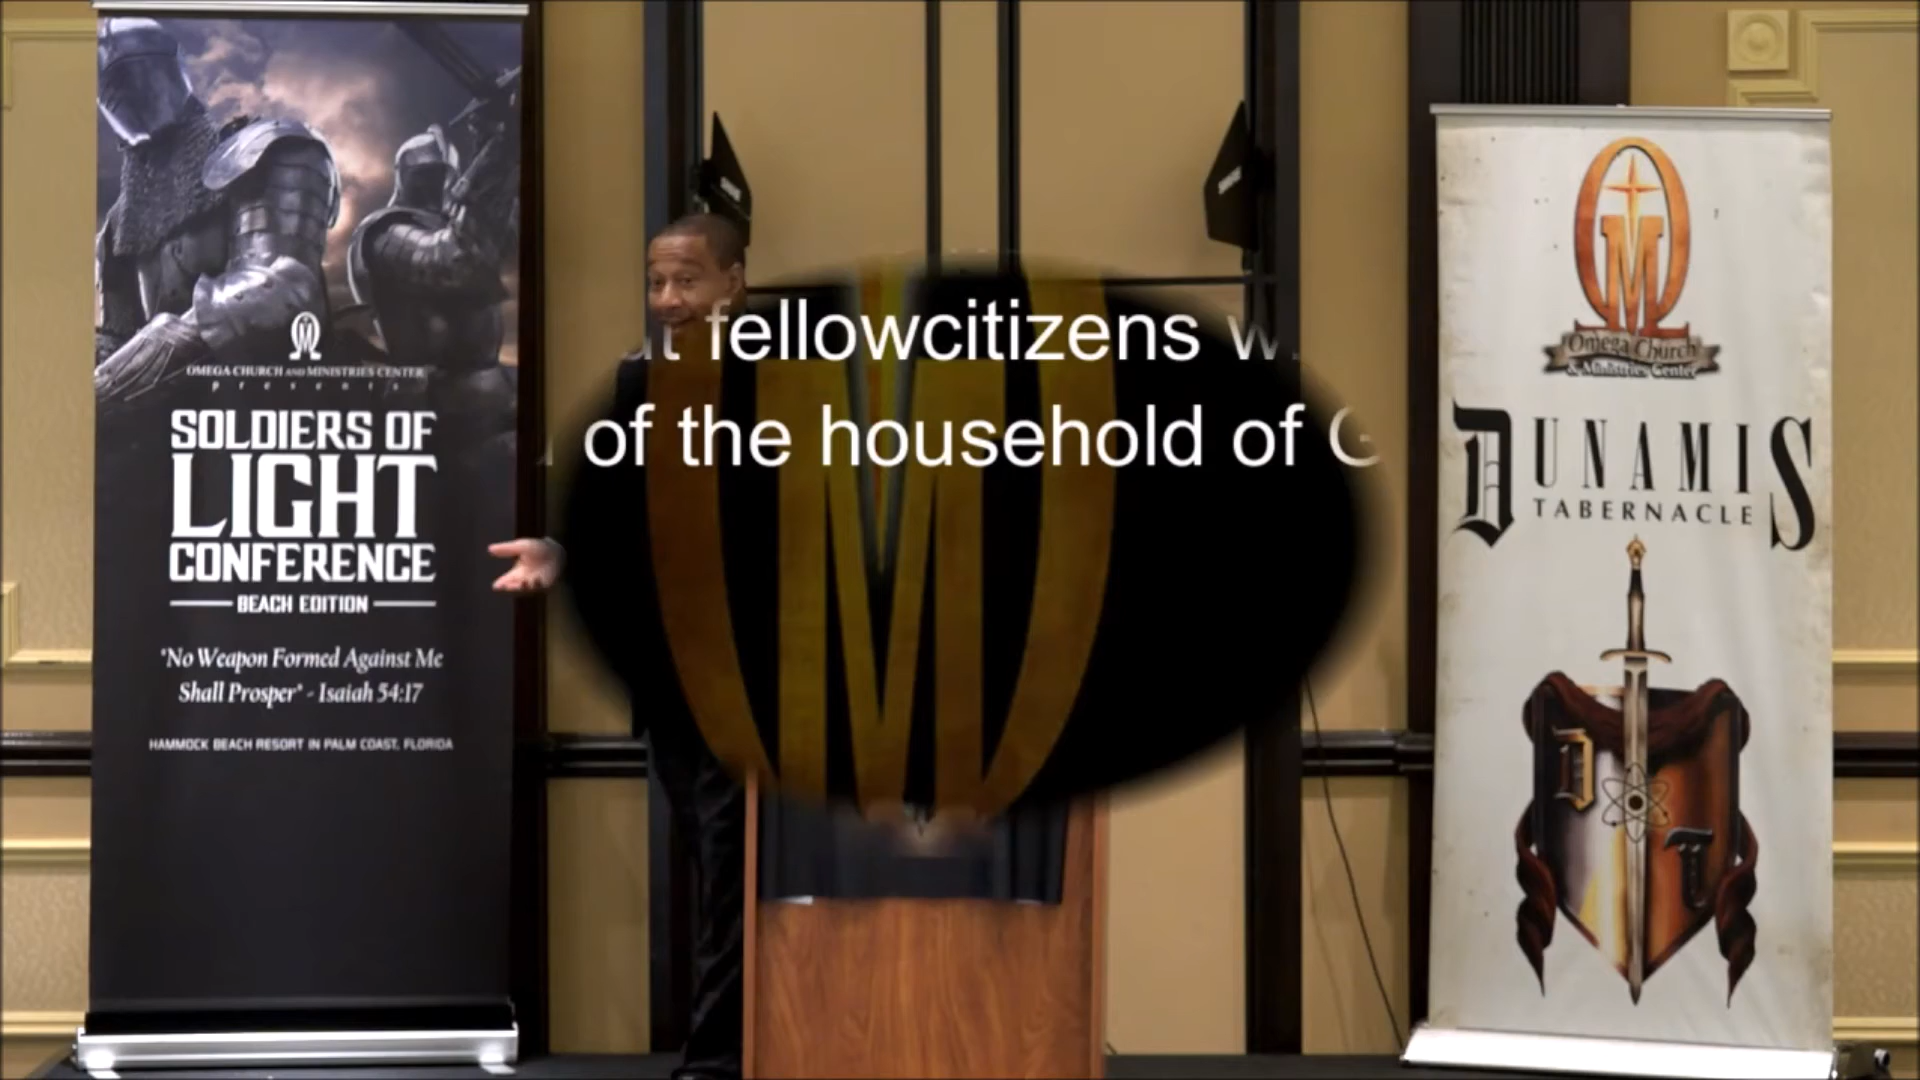 OMEGA CHURCH AND MINISTRIES CENTER
presents
SOLDIERS OF
LIGHT
CONFERENCE
BEACH EDITION
"No Weapon Formed Against Me
Shall Prosper" - Isaiah 54:17
HAMMOCK BEACH RESORT IN PALM COAST, FLORIDA
fellowcitizens
of the household of
M
Omega Church
& Ministries Center
DUNAMIS
TABERNACLE
D
T